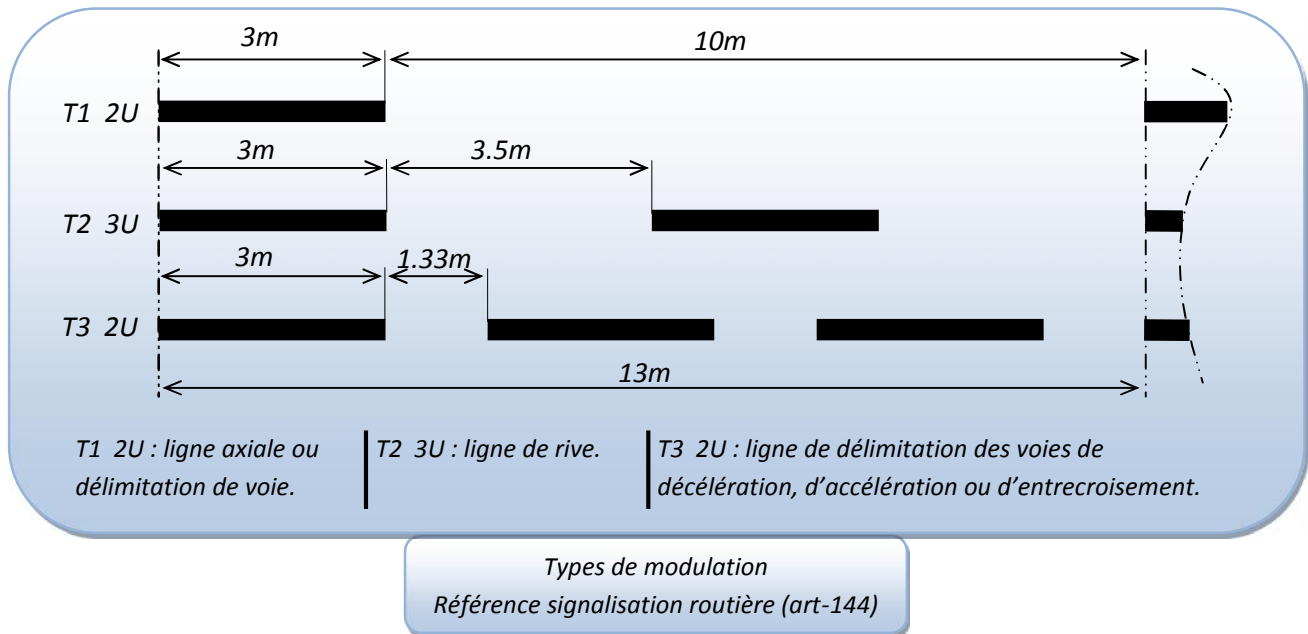 3m 10m
T1 2U
3m 3.5m
T2 3U
3m 1.33m
T3 2U
13m
T1 2U : ligne axiale ou
délimitation de voie.
T2 3U : ligne de rive.
T3 2U : ligne de délimitation des voies de
décélération, d’accélération ou d’entrecroisement.
Types de modulation
Référence signalisation routière (art-144)